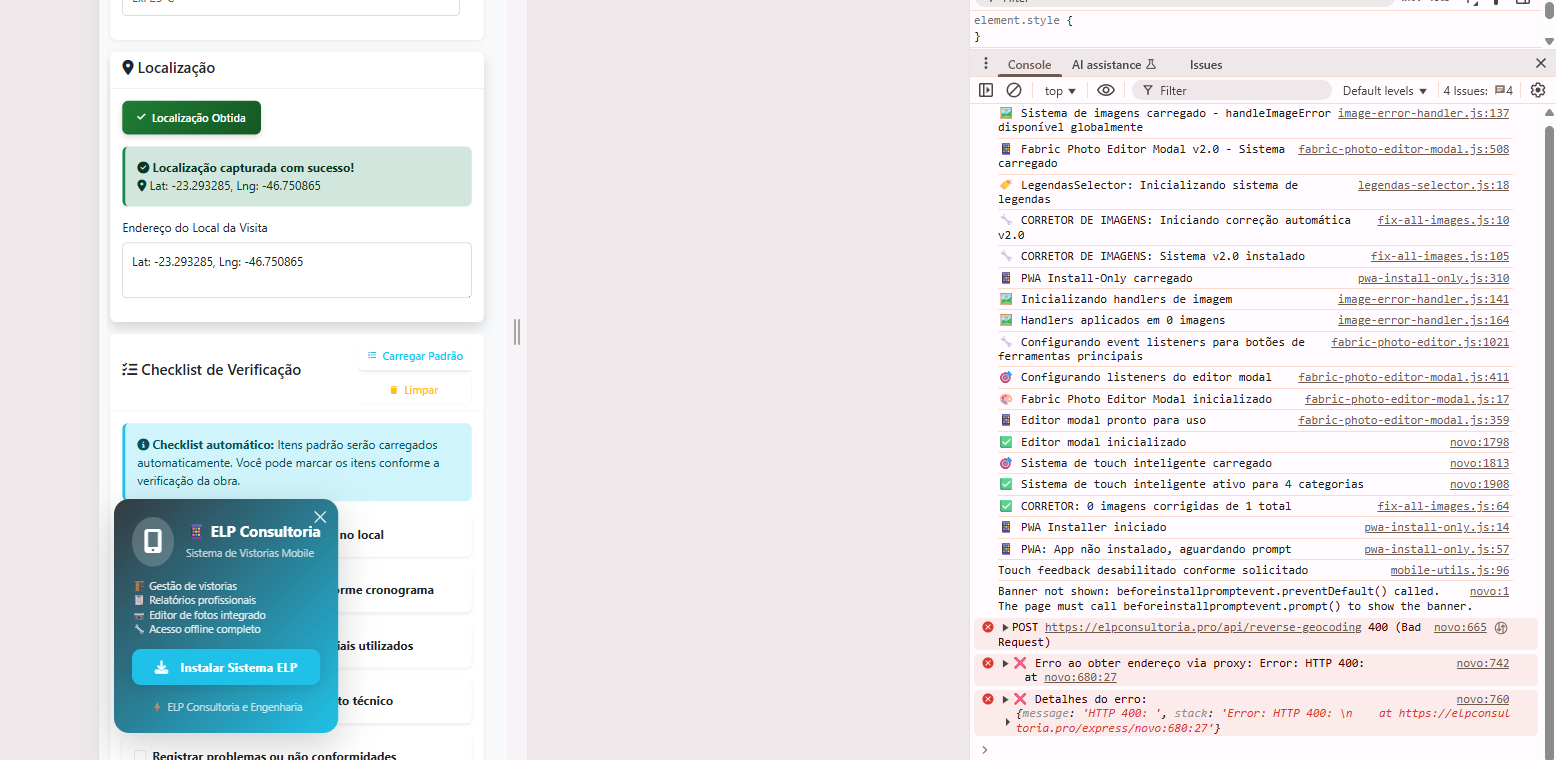 Localização
Localização Obtida
Localização capturada com sucesso!
Lat: -23.293285, Lng: -46.750865
Endereço do Local da Visita
Lat: -23.293285, Lng: -46.750865
Checklist de Verificação
Carregar Padrão
Limpar
Checklist automático: Itens padrão serão carregados
automaticamente. Você pode marcar os itens conforme a
verificação da obra.
ELP Consultoria
Sistema de Vistorias Mobile
Gestão de vistorias
Relatórios profissionais
Editor de fotos integrado
Acesso offline completo
Instalar Sistema ELP
ELP Consultoria e Engenharia
no local
orme cronograma
iais utilizados
to técnico
Registrar problemas ou não conformidades
element.style {
}
Console AI assistance Issues
top Filter Default levels 4 Issues: 4
Sistema de imagens carregado - handleImageError image-error-handler.js:137
disponível globalmente
Fabric Photo Editor Modal v2.0 - Sistema fabric-photo-editor-modal.js:508
carregado
LegendasSelector: Inicializando sistema de legendas-selector.js:18
legendas
CORRETOR DE IMAGENS: Iniciando correção automática fix-all-images.js:10
v2.0
CORRETOR DE IMAGENS: Sistema v2.0 instalado fix-all-images.js:105
PWA Install-Only carregado pwa-install-only.js:310
Inicializando handlers de imagem image-error-handler.js:141
Handlers aplicados em 0 imagens image-error-handler.js:164
Configurando event listeners para botões de fabric-photo-editor.js:1021
ferramentas principais
Configurando listeners do editor modal fabric-photo-editor-modal.js:411
Fabric Photo Editor Modal inicializado fabric-photo-editor-modal.js:17
Editor modal pronto para uso fabric-photo-editor-modal.js:359
Editor modal inicializado novo:1798
Sistema de touch inteligente carregado novo:1813
Sistema de touch inteligente ativo para 4 categorias novo:1908
CORRETOR: 0 imagens corrigidas de 1 total fix-all-images.js:64
PWA Installer iniciado pwa-install-only.js:14
PWA: App não instalado, aguardando prompt pwa-install-only.js:57
Touch feedback desabilitado conforme solicitado mobile-utils.js:96
Banner not shown: beforeinstallpromptevent.preventDefault() called. novo:1
The page must call beforeinstallpromptevent.prompt() to show the banner.
POST https://elpconsultoria.pro/api/reverse-geocoding 400 (Bad novo:665
Request)
Erro ao obter endereço via proxy: Error: HTTP 400: novo:742
at novo:680:27
Detalhes do erro: novo:760
{message: 'HTTP 400: ', stack: 'Error: HTTP 400: \n    at https://elpconsul
toria.pro/express/novo:680:27'}